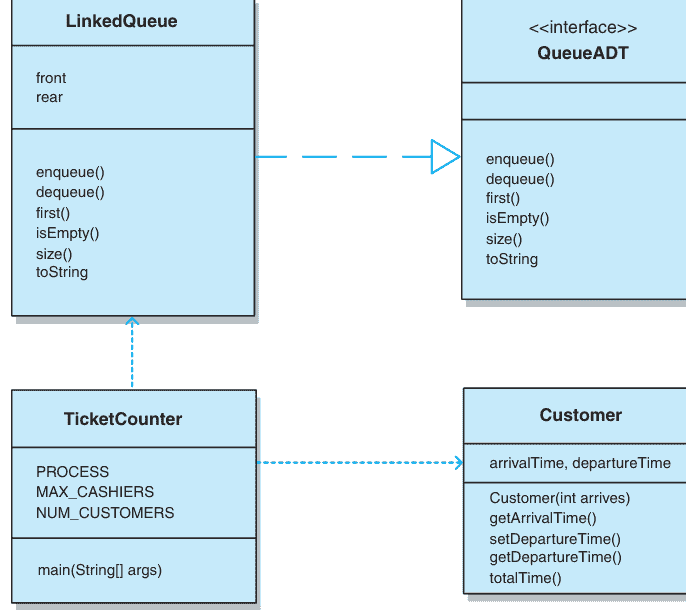 LinkedQueue
front
rear
enqueue()
dequeue()
first()
isEmpty()
size()
toString
<<interface>>
QueueADT
enqueue()
dequeue()
first()
isEmpty()
size()
toString
TicketCounter
PROCESS
MAX_CASHIERS
NUM_CUSTOMERS
main(String[] args)
Customer
arrivalTime, departureTime
Customer(int arrives)
getArrivalTime()
setDepartureTime()
getDepartureTime()
totalTime()